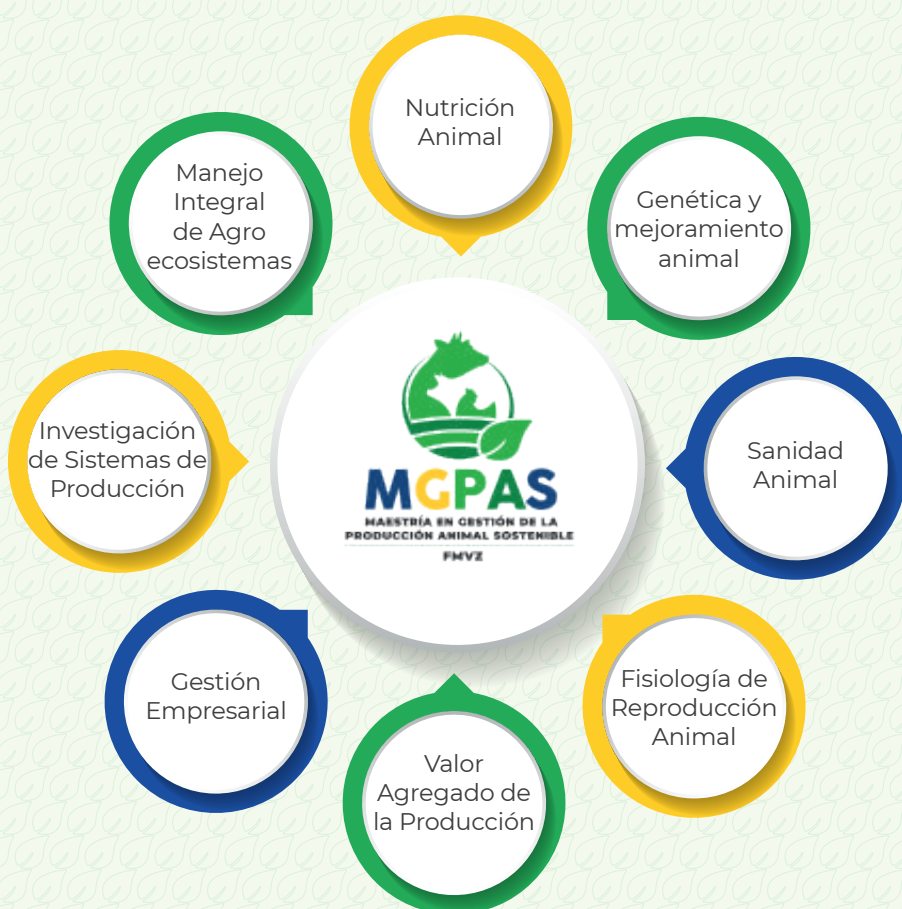 Nutrición
Animal
Genética y
mejoramiento
animal
Sanidad
Animal
Fisiología de
Reproducción
Animal
Valor
Agregado de
la Producción
Gestión
Empresarial
Investigación
de Sistemas de
Producción
Manejo
Integral
de Agro
ecosistemas
MGPAS
MAESTRÍA EN GESTIÓN DE LA
PRODUCCIÓN ANIMAL SOSTENIBLE
FMVZ